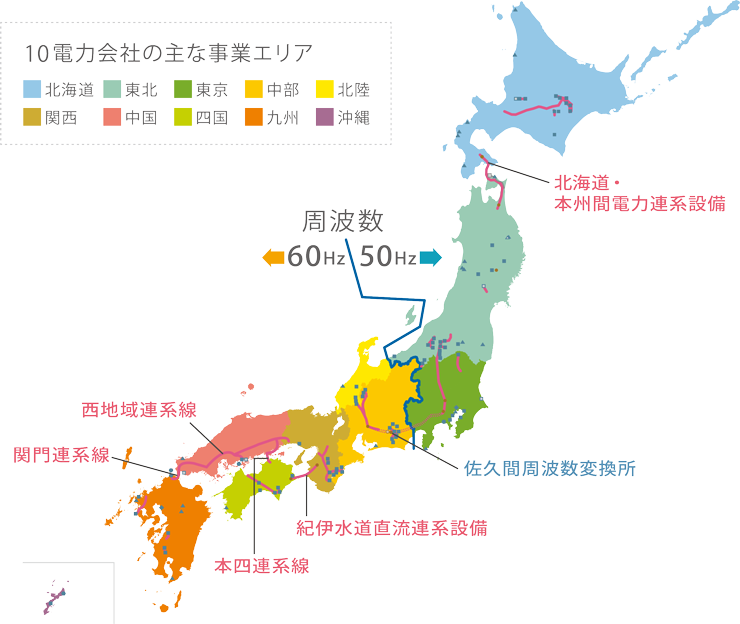 10電力会社の主な事業エリア
北海道 東北 東京 中部 北陸
関西 中国 四国 九州 沖縄
北海道・
本州間電力連系設備
周波数
60Hz 50Hz
西地域連系線
関門連系線
佐久間周波数変換所
紀伊水道直流連系設備
本四連系線